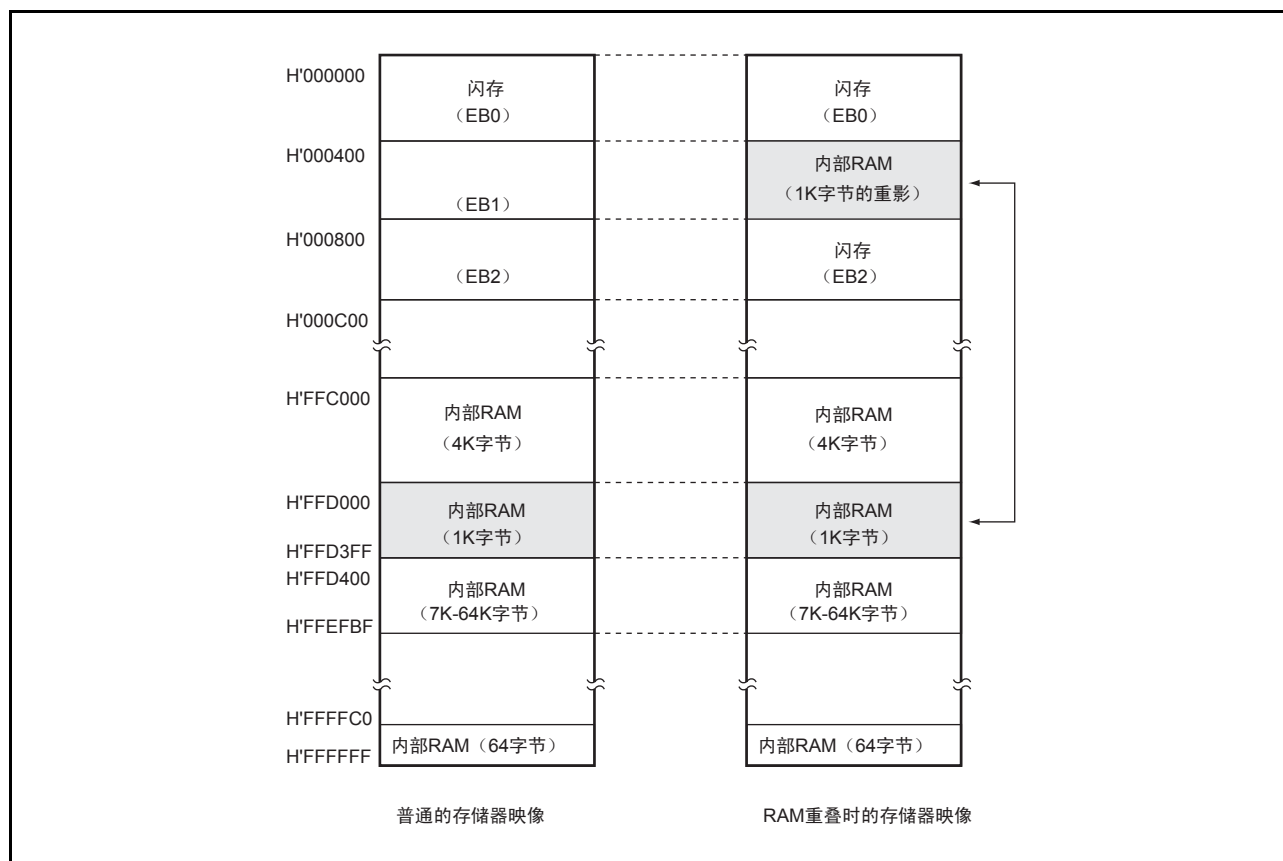 H'000000
闪存
（EB0）
闪存
（EB0）
H'000400
（EB1）
内部RAM
（1K字节的重影）
H'000800
（EB2）
闪存
（EB2）
H'000C00
H'FFC000
内部RAM
（4K字节）
内部RAM
（4K字节）
H'FFD000
内部RAM
（1K字节）
内部RAM
（1K字节）
H'FFD3FF
H'FFD400
内部RAM
（7K-64K字节）
内部RAM
（7K-64K字节）
H'FFEFBF
H'FFFFC0
内部RAM（64字节）
内部RAM（64字节）
H'FFFFFF
普通的存储器映像
RAM重叠时的存储器映像